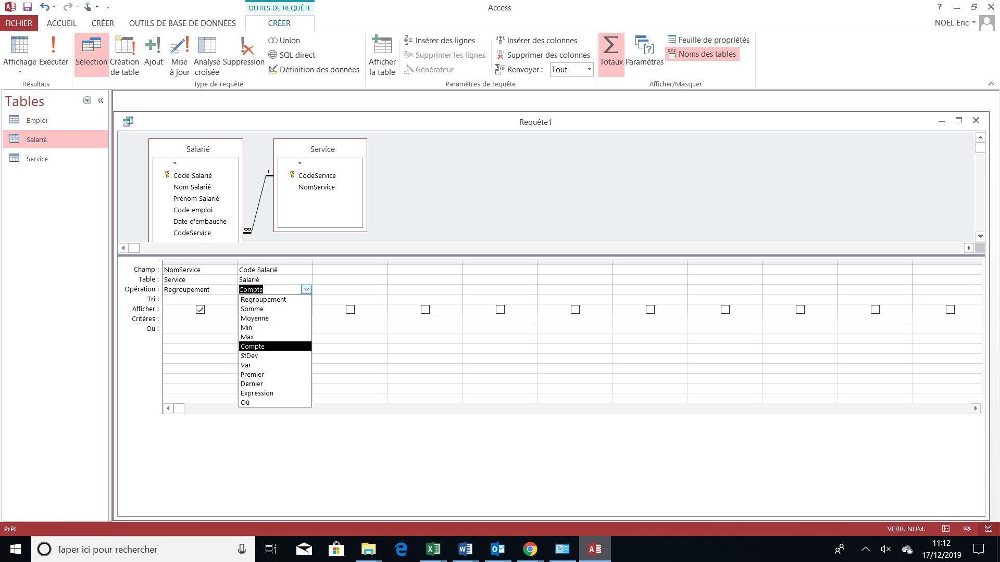 OUTILS DE REQUÊTE
Access
?
FICHIER
ACCUEIL
CRÉER
OUTILS DE BASE DE DONNÉES
CRÉER
NOEL Eric
Affichage
Exécuter
Sélection
Création
de table
Ajout
Mise
à jour
Analyse
croisée
Suppression
Union
SQL direct
Définition des données
Afficher
la table
Insérer des lignes
Supprimer les lignes
Générateur
Insérer des colonnes
Supprimer des colonnes
Renvoyer :
Tout
Totaux
Paramètres
Feuille de propriétés
Noms des tables
Résultats
Type de requête
Paramètres de requête
Afficher/Masquer
Tables
«
Emploi
Salarié
Service
Requête1
Salarié
*
Code Salarié
Nom Salarié
Prénom Salarié
Code emploi
Date d'embauche
CodeService
1
∞
Service
*
CodeService
NomService
Champ : NomService Code Salarié
Table : Service Salarié
Opération : Regroupement Compte
Tri :
Afficher :
Critères :
Ou :
Regroupement
Somme
Moyenne
Min
Max
Compte
StDev
Var
Premier
Dernier
Expression
Où
Prêt
VERR. NUM.
SQL
Taper ici pour rechercher
11:12
17/12/2019